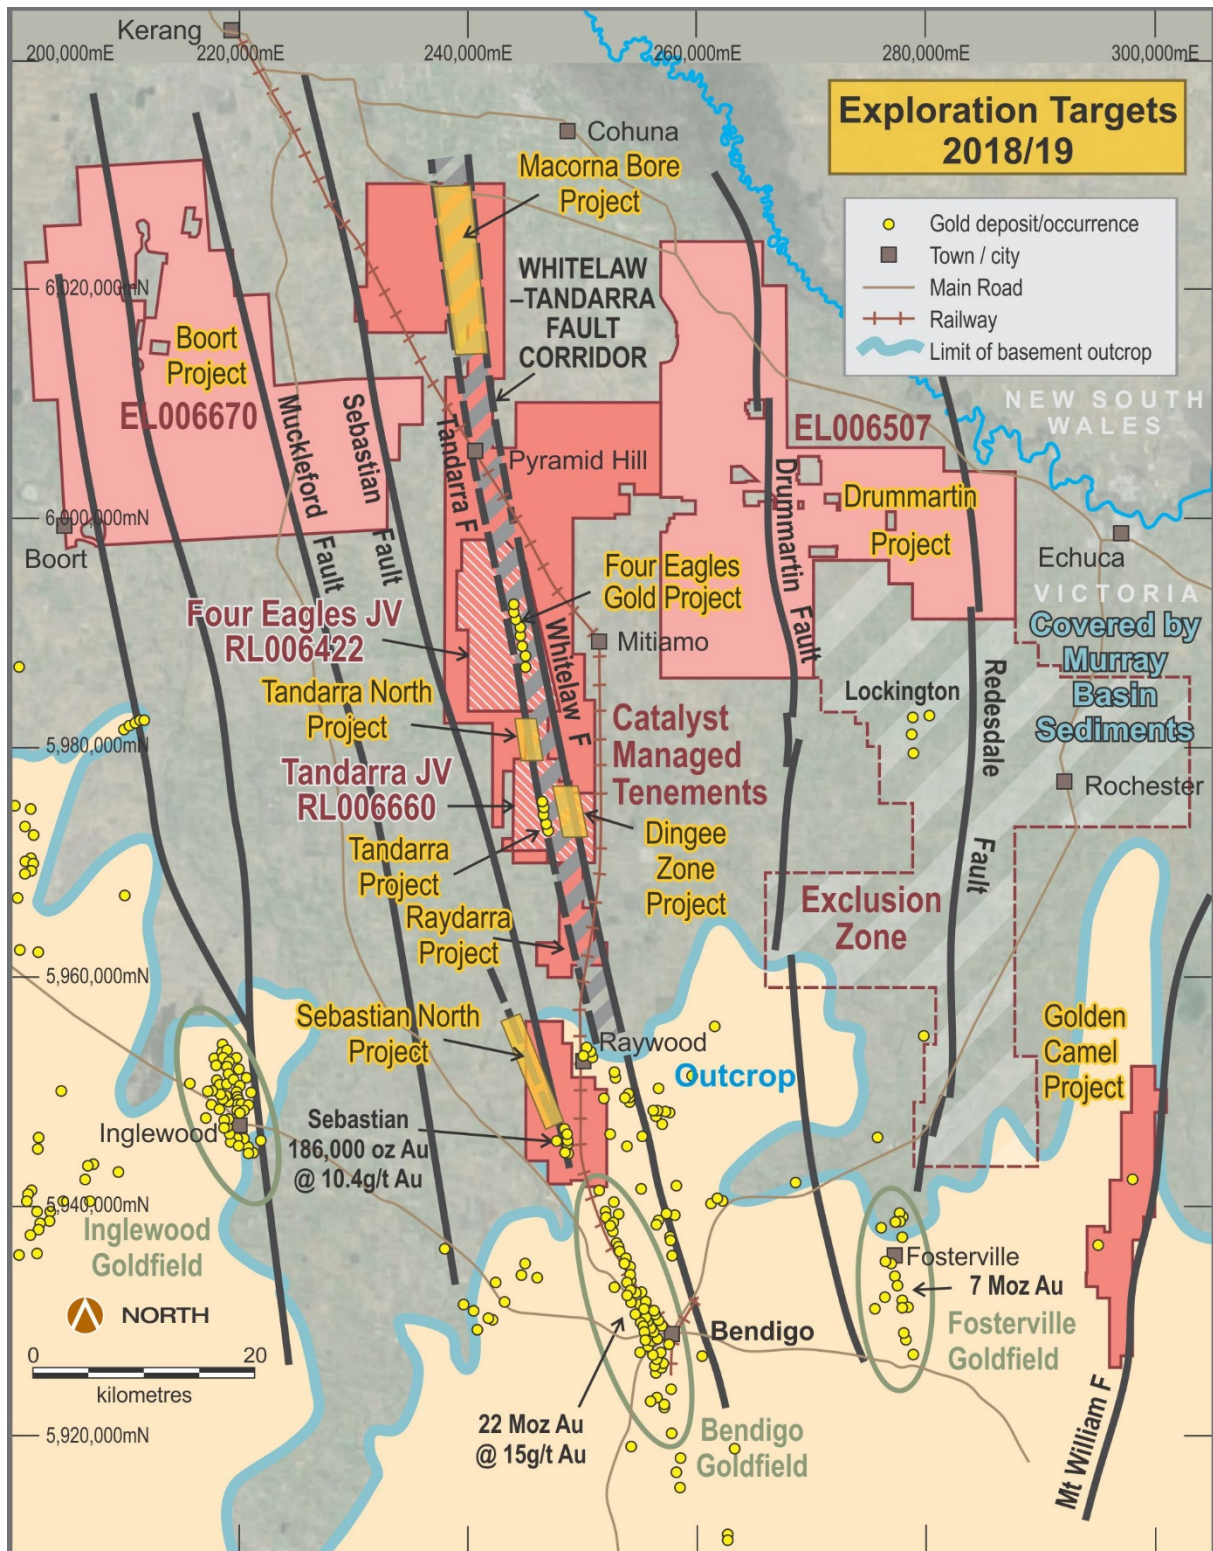 Kerang
200,000mE
220,000mE
240,000mE
260,000mE
280,000mE
300,000mE
Exploration Targets
2018/19
Gold deposit/occurrence
Town / city
Main Road
Railway
Limit of basement outcrop
Cohuna
Macorna Bore
Project
WHITELAW
–TANDARRA
FAULT
CORRIDOR
6,020,000mN
Boort
Project
EL006670
Muckleford
Fault
Sebastian
Fault
Tandarra F
Pyramid Hill
NEW SOUTH
WALES
EL006507
Drummartin
Fault
Drummartin
Project
6,000,000mN
Boort
Echuca
VICTORIA
Four Eagles
Gold Project
Four Eagles JV
RL006422
Whitelaw F
Mitiamo
Covered by
Murray
Basin
Sediments
Tandarra North
Project
Lockington
Redesdale
Fault
5,980,000mN
Catalyst
Managed
Tenements
Tandarra JV
RL006660
Rochester
Dingee
Zone
Project
Tandarra
Project
Raydarra
Project
Exclusion
Zone
5,960,000mN
Sebastian North
Project
Raywood
Outcrop
Golden
Camel
Project
Inglewood
Sebastian
186,000 oz Au
@ 10.4g/t Au
5,940,000mN
Inglewood
Goldfield
Fosterville
7 Moz Au
Fosterville
Goldfield
NORTH
0
20
kilometres
Bendigo
22 Moz Au
@ 15g/t Au
Bendigo
Goldfield
5,920,000mN
Mt William F